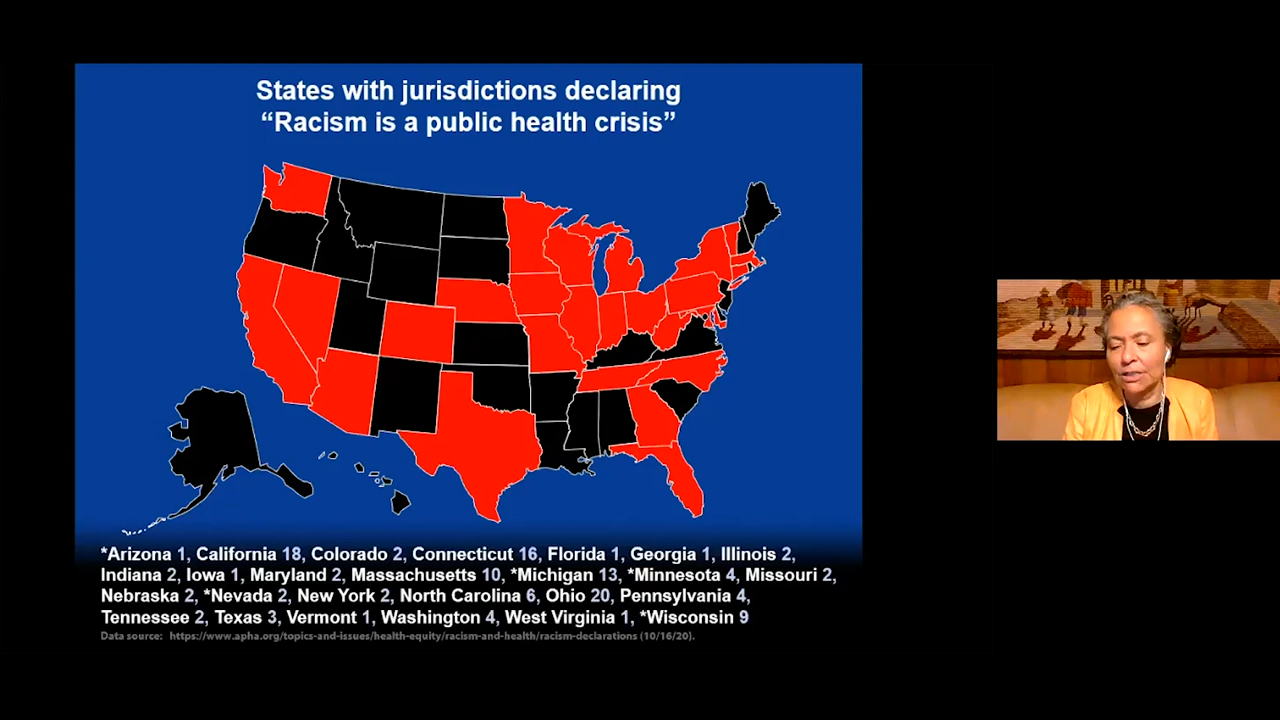 States with jurisdictions declaring
“Racism is a public health crisis”
*Arizona 1, California 18, Colorado 2, Connecticut 16, Florida 1, Georgia 1, Illinois 2,
Indiana 2, Iowa 1, Maryland 2, Massachusetts 10, *Michigan 13, *Minnesota 4, Missouri 2,
Nebraska 2, *Nevada 2, New York 2, North Carolina 6, Ohio 20, Pennsylvania 4,
Tennessee 2, Texas 3, Vermont 1, Washington 4, West Virginia 1, *Wisconsin 9
Data source: https://www.apha.org/topics-and-issues/health-equity/racism-and-health/racism-declarations (10/16/20).